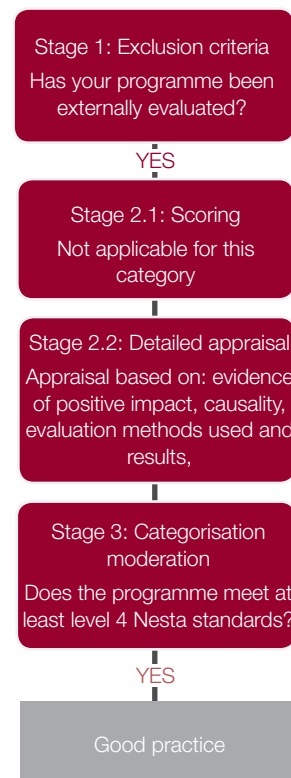 Stage 1: Exclusion criteria
Has your programme been
externally evaluated?
YES
Stage 2.1: Scoring
Not applicable for this
category
Stage 2.2: Detailed appraisal
Appraisal based on: evidence
of positive impact, causality,
evaluation methods used and
results,
Stage 3: Categorisation
moderation
Does the programme meet at
least level 4 Nesta standards?
YES
Good practice